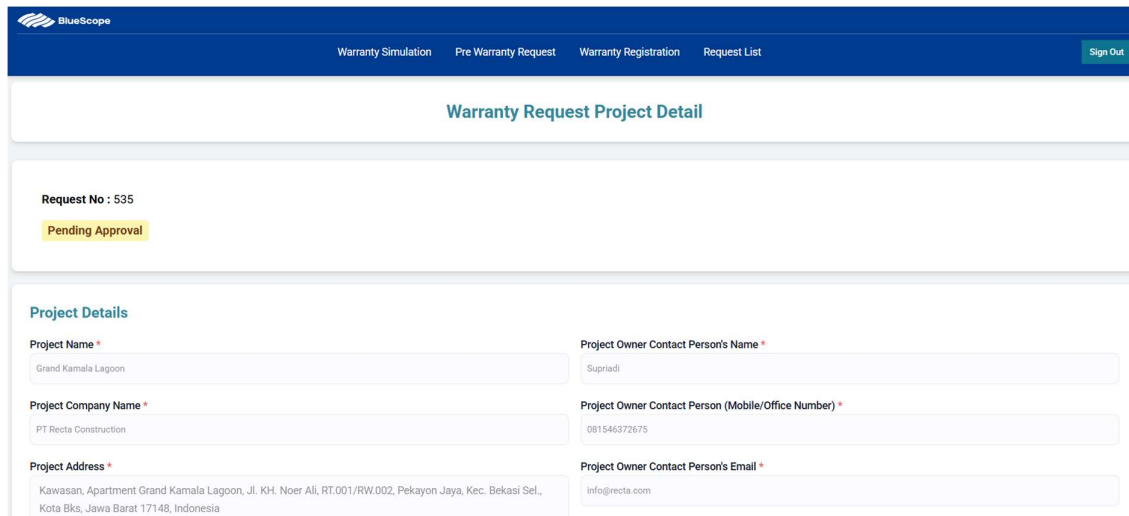 BlueScope
Warranty Simulation Pre Warranty Request Warranty Registration Request List Sign Out
Warranty Request Project Detail
Request No : 535
Pending Approval
Project Details
Project Name *
Grand Kamala Lagoon
Project Owner Contact Person's Name *
Supriadi
Project Company Name *
PT Recta Construction
Project Owner Contact Person (Mobile/Office Number) *
081546372675
Project Address *
Kawasan, Apartment Grand Kamala Lagoon, Jl. KH. Noer Ali, RT.001/RW.002, Pekayon Jaya, Kec. Bekasi Sel.,
Kota Bks, Jawa Barat 17148, Indonesia
Project Owner Contact Person's Email *
info@recta.com